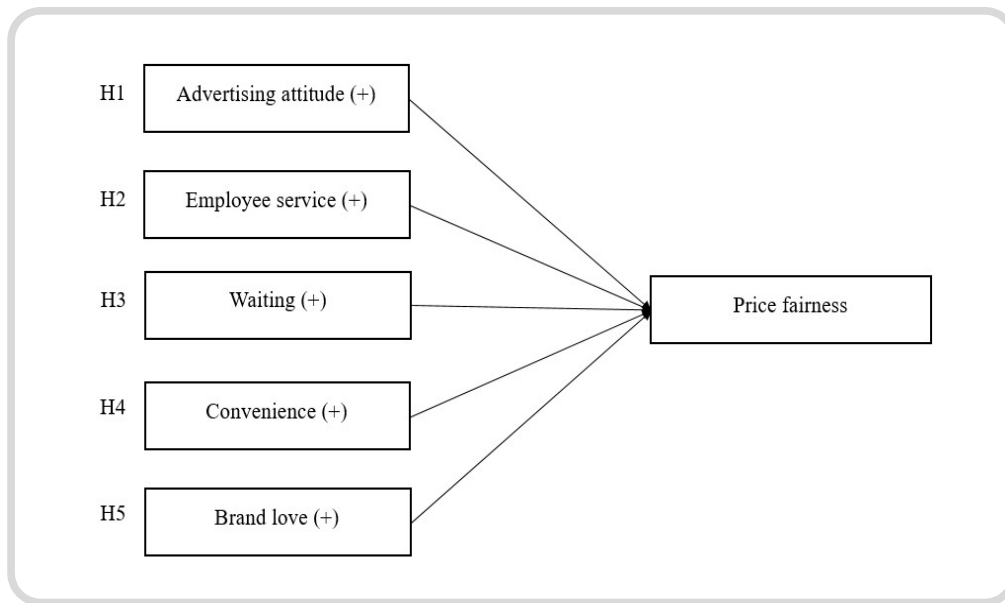 H1 Advertising attitude (+)
H2 Employee service (+)
H3 Waiting (+)
Price fairness
H4 Convenience (+)
H5 Brand love (+)